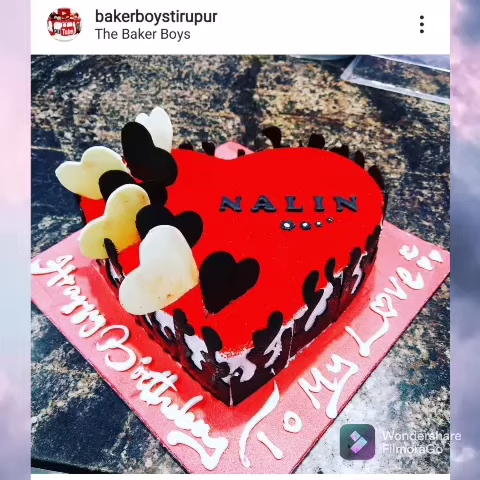 bakerboystirupur
The Baker Boys
NALIN
Happy Birthday
To My Love
Wondershare
FilmoraGo